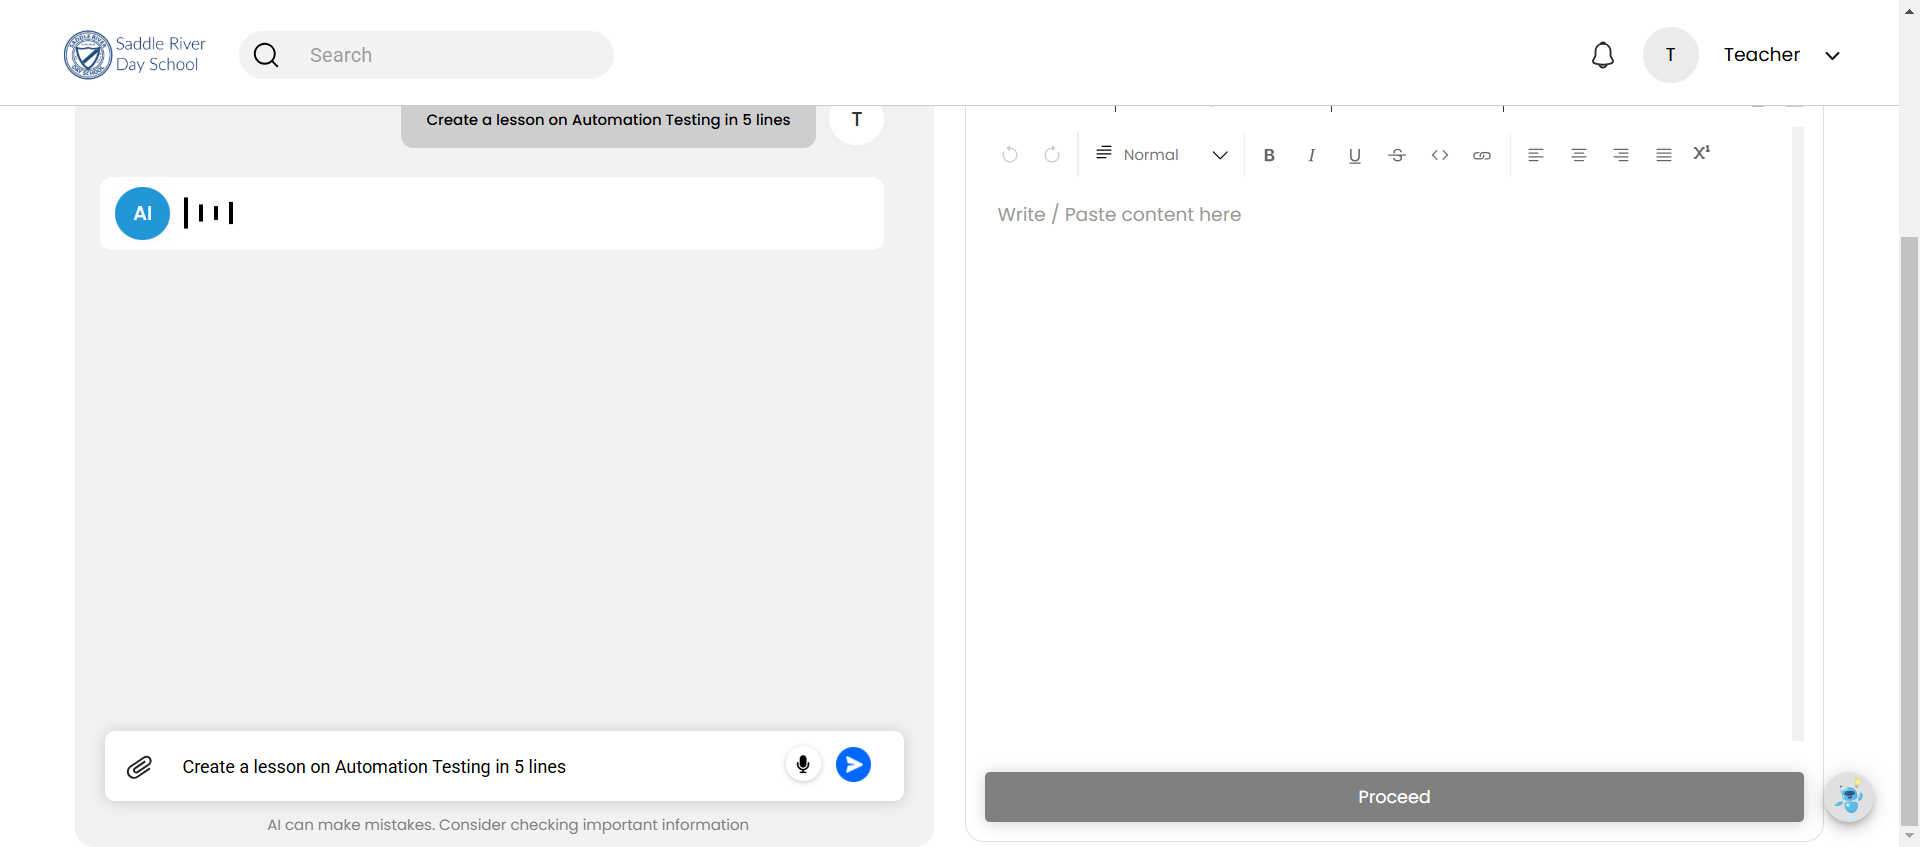 Saddle River
Day School
Search
T
Teacher
Create a lesson on Automation Testing in 5 lines
T
AI
Normal
B I U S <> X¹
Write / Paste content here
Create a lesson on Automation Testing in 5 lines
AI can make mistakes. Consider checking important information
Proceed